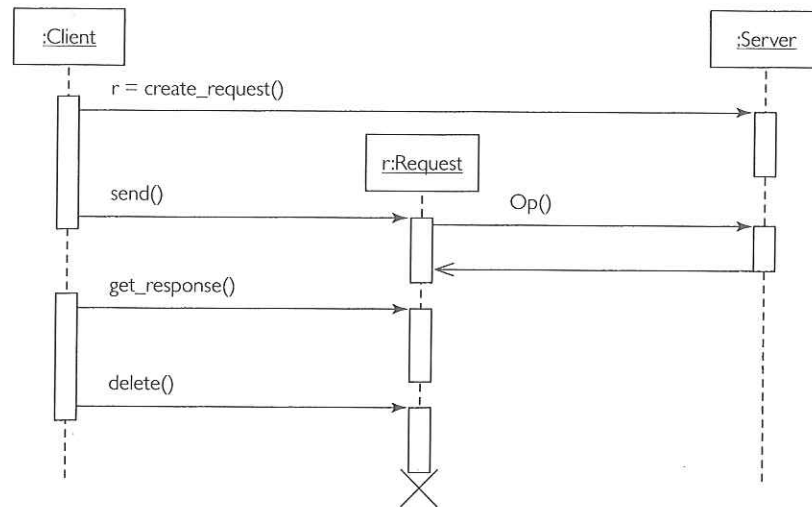 :Client
:Server
r = create_request()
r:Request
send()
Op()
get_response()
delete()